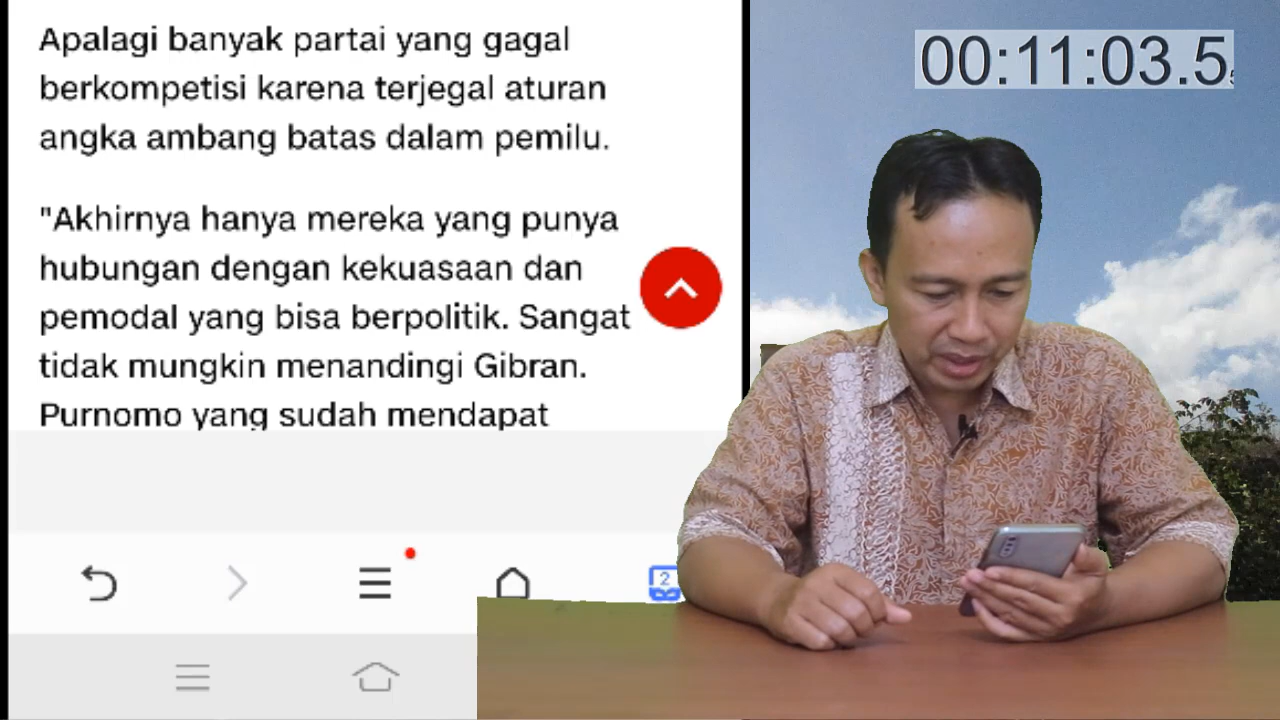 Apalagi banyak partai yang gagal
berkompetisi karena terjegal aturan
angka ambang batas dalam pemilu.
"Akhirnya hanya mereka yang punya
hubungan dengan kekuasaan dan
pemodal yang bisa berpolitik. Sangat
tidak mungkin menandingi Gibran.
Purnomo yang sudah mendapat
2
00:11:03.5